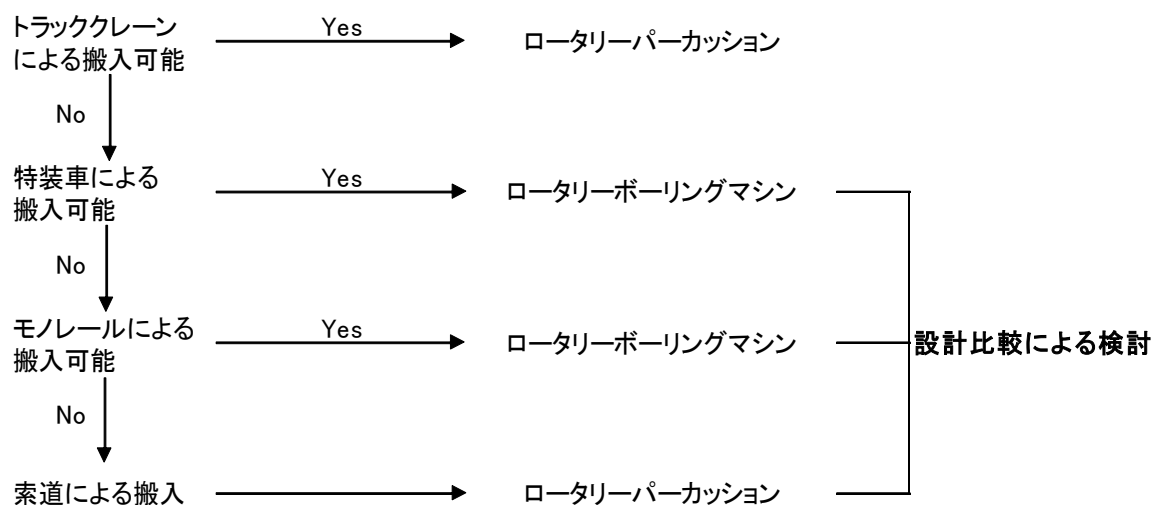 トラッククレーン
による搬入可能
Yes
ロータリーパーカッション
No
特装車による
搬入可能
Yes
ロータリーボーリングマシン
No
モノレールによる
搬入可能
Yes
ロータリーボーリングマシン
設計比較による検討
No
索道による搬入
ロータリーパーカッション